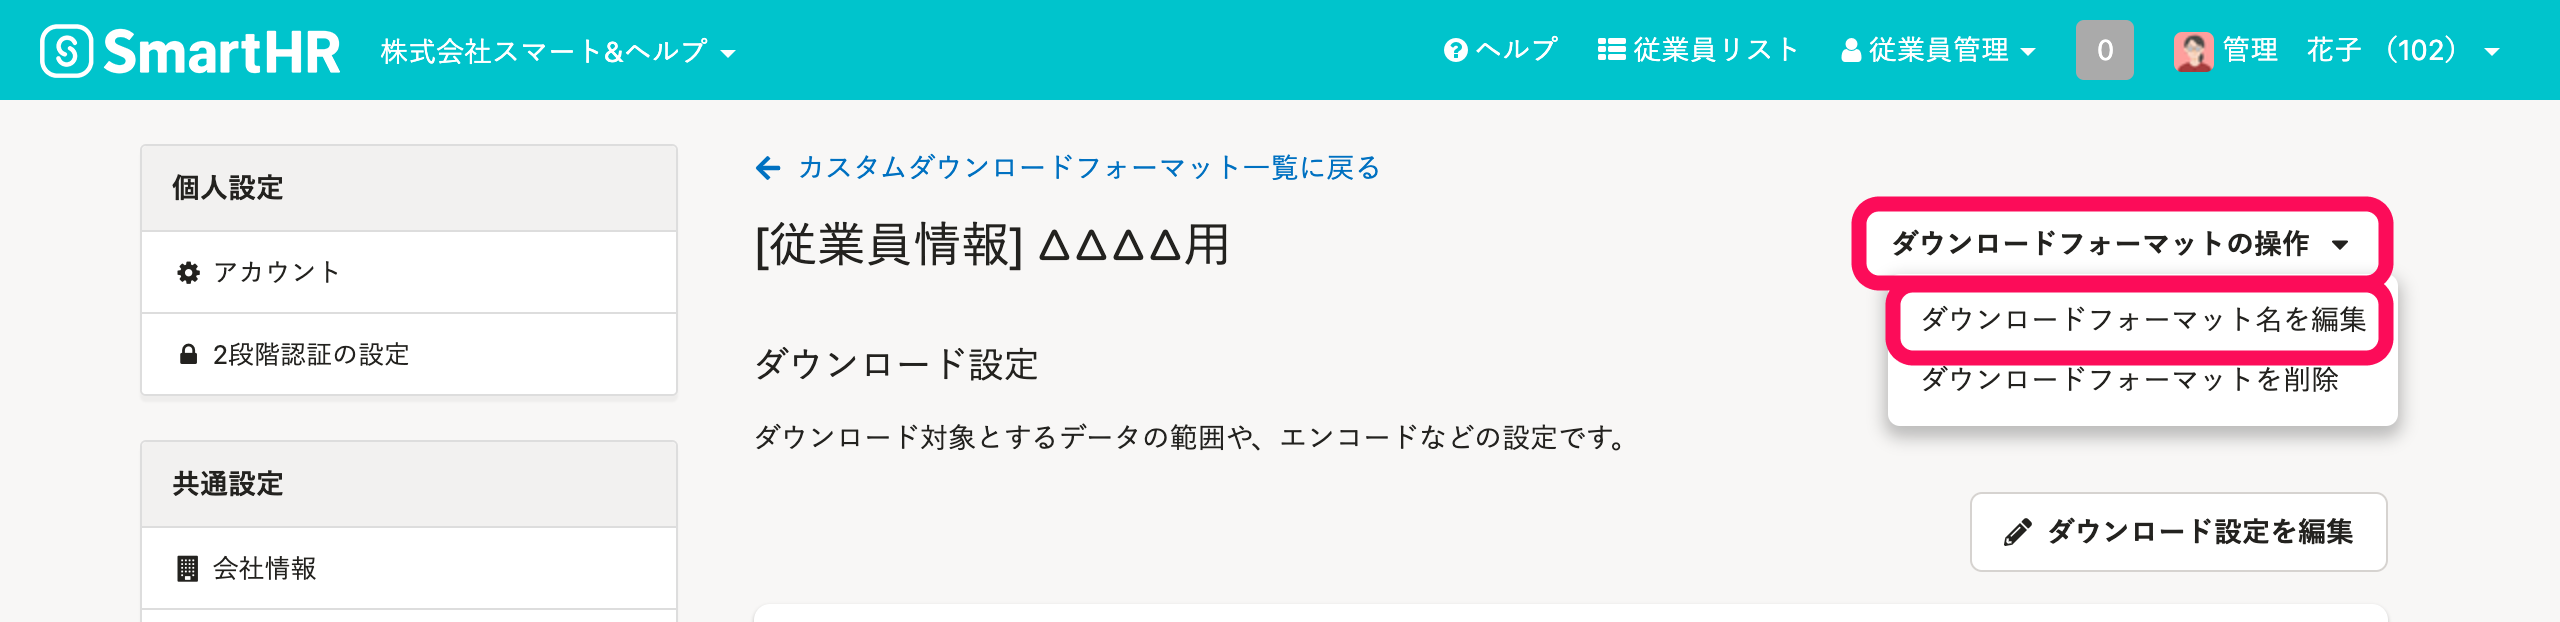 SmartHR 株式会社スマート&ヘルプ ヘルプ 従業員リスト 従業員管理 0 管理 花子 （102）
個人設定
アカウント
2段階認証の設定
共通設定
会社情報
カスタムダウンロードフォーマット一覧に戻る
[従業員情報] △△△△用
ダウンロードフォーマットの操作
ダウンロードフォーマット名を編集
ダウンロードフォーマットを削除
ダウンロード設定
ダウンロード対象とするデータの範囲や、エンコードなどの設定です。
ダウンロード設定を編集